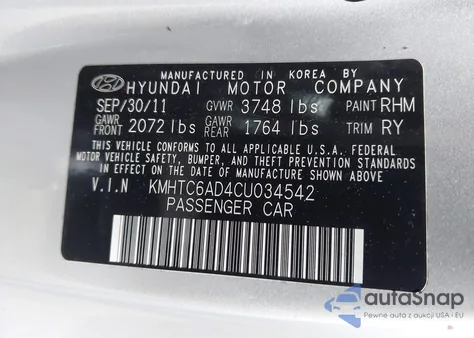 MANUFACTURED IN KOREA BY
HYUNDAI MOTOR COMPANY
SEP/30/11 GVWR 3748 lbs PAINT RHM
GAWR FRONT 2072 lbs GAWR REAR 1764 lbs TRIM RY
THIS VEHICLE CONFORMS TO ALL APPLICABLE U.S.A. FEDERAL
MOTOR VEHICLE SAFETY, BUMPER, AND THEFT PREVENTION STANDARDS
IN EFFECT ON THE DATE OF MANUFACTURE SHOWN ABOVE
V.I.N KMHTC6AD4CU034542
PASSENGER CAR
autoSnap
Pewne auta z aukcji USA i EU